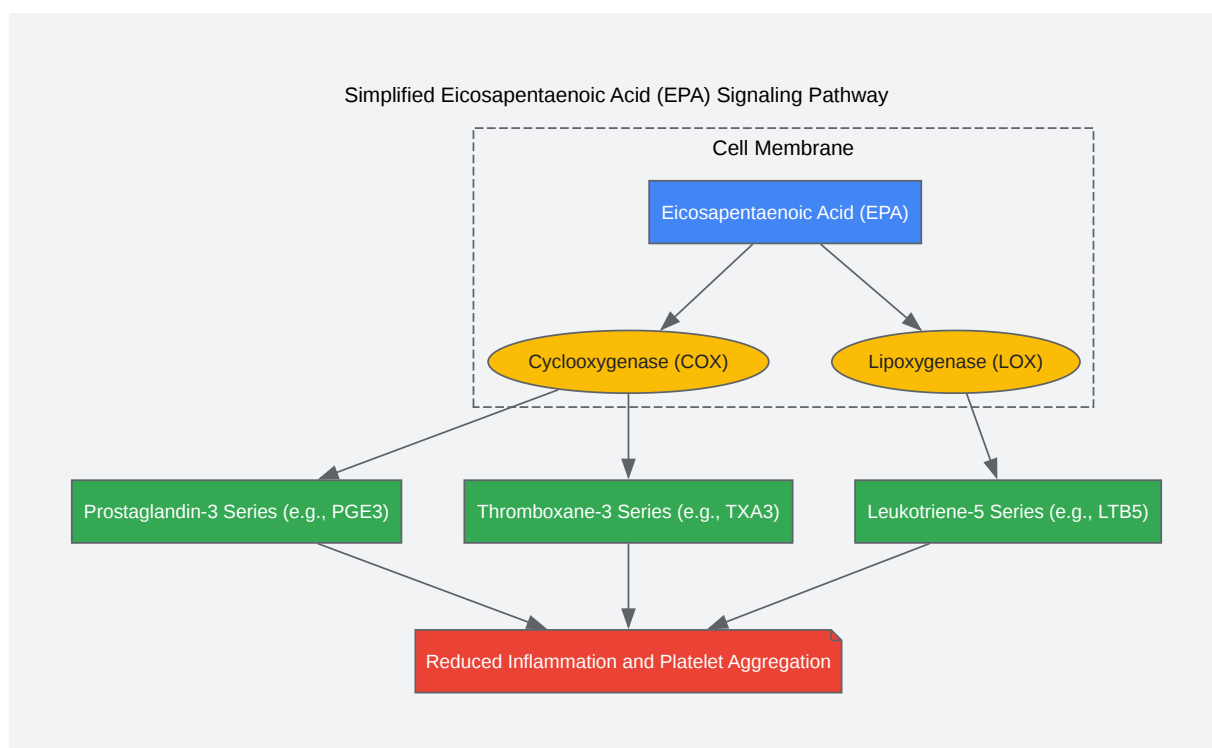 Simplified Eicosapentaenoic Acid (EPA) Signaling Pathway
Cell Membrane
Eicosapentaenoic Acid (EPA)
Cyclooxygenase (COX)
Lipoxygenase (LOX)
Prostaglandin-3 Series (e.g., PGE3)
Thromboxane-3 Series (e.g., TXA3)
Leukotriene-5 Series (e.g., LTB5)
Reduced Inflammation and Platelet Aggregation